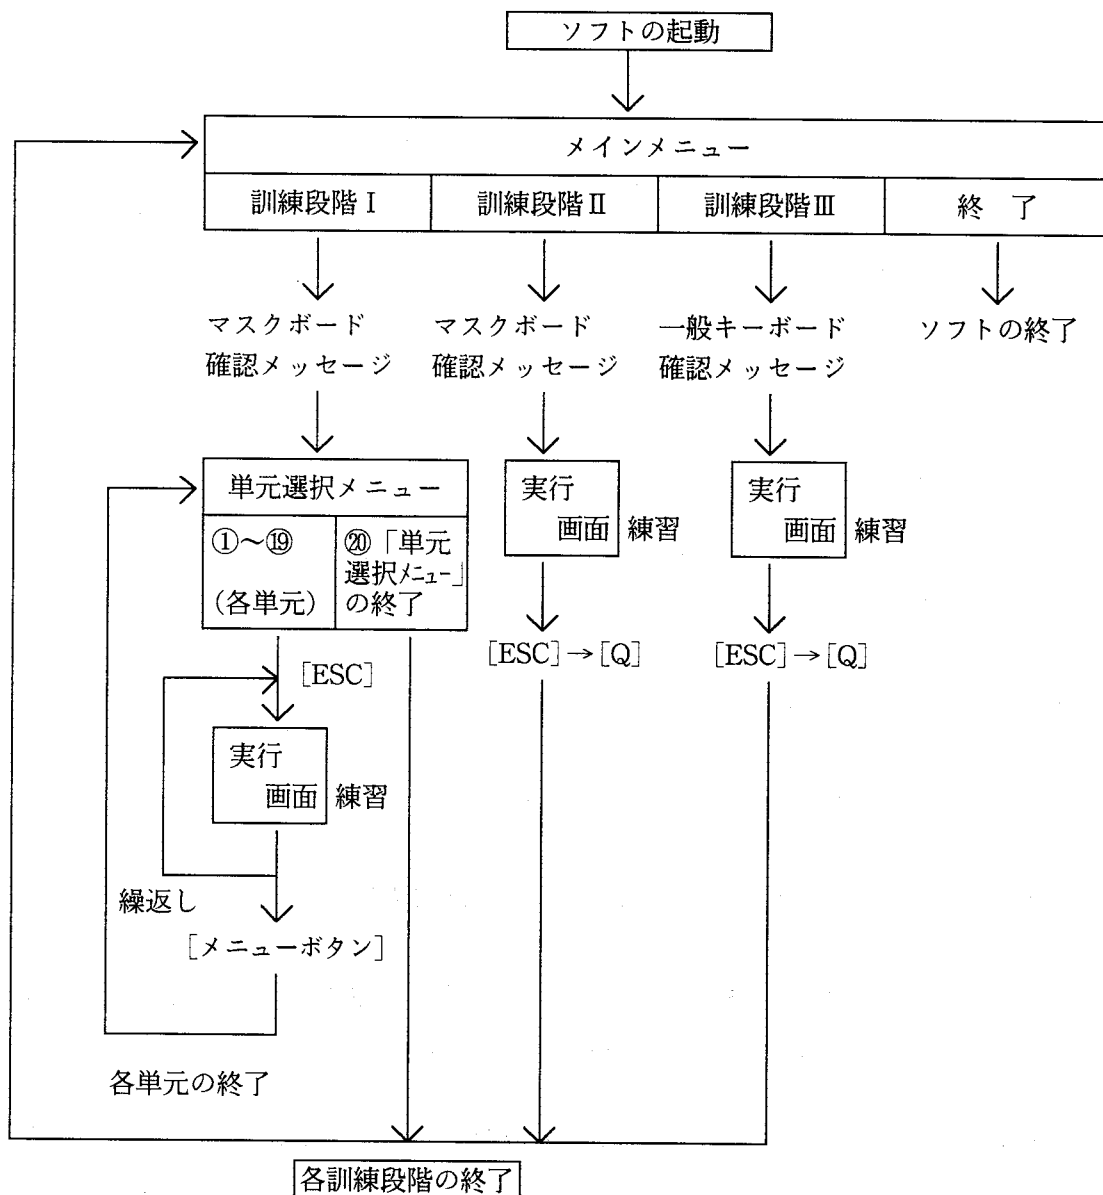 ソフトの起動
メインメニュー
訓練段階Ⅰ
訓練段階Ⅱ
訓練段階Ⅲ
終　了
マスクボード
確認メッセージ
マスクボード
確認メッセージ
一般キーボード
確認メッセージ
ソフトの終了
単元選択メニュー
①～⑲
(各単元)
⑳「単元
選択メニュー」
の終了
実行
画面
練習
実行
画面
練習
[ESC]
[ESC]→[Q]
[ESC]→[Q]
実行
画面
練習
繰返し
[メニューボタン]
各単元の終了
各訓練段階の終了